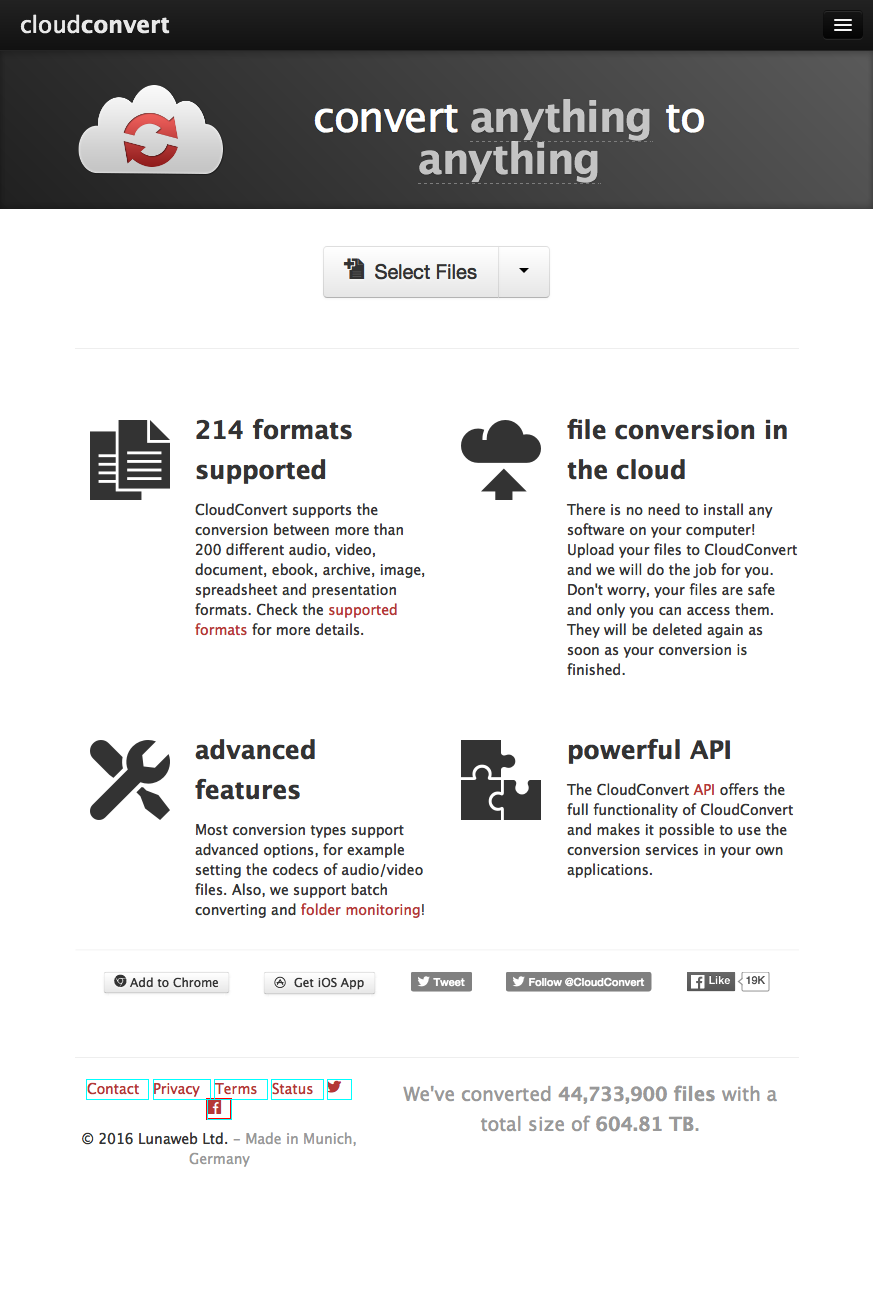 cloudconvert
convert anything to
anything
Select Files
214 formats
supported
CloudConvert supports the
conversion between more than
200 different audio, video,
document, ebook, archive, image,
spreadsheet and presentation
formats. Check the supported
formats for more details.
file conversion in
the cloud
There is no need to install any
software on your computer!
Upload your files to CloudConvert
and we will do the job for you.
Don't worry, your files are safe
and only you can access them.
They will be deleted again as
soon as your conversion is
finished.
advanced
features
Most conversion types support
advanced options, for example
setting the codecs of audio/video
files. Also, we support batch
converting and folder monitoring!
powerful API
The CloudConvert API offers the
full functionality of CloudConvert
and makes it possible to use the
conversion services in your own
applications.
Add to Chrome Get iOS App Tweet Follow @CloudConvert Like 19K
Contact Privacy Terms Status
© 2016 Lunaweb Ltd. – Made in Munich,
Germany
We've converted 44,733,900 files with a
total size of 604.81 TB.